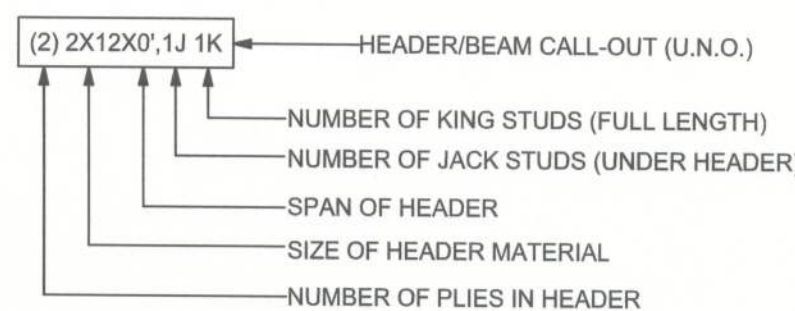 (2) 2X12X0',1J 1K
HEADER/BEAM CALL-OUT (U.N.O.)
NUMBER OF KING STUDS (FULL LENGTH)
NUMBER OF JACK STUDS (UNDER HEADER)
SPAN OF HEADER
SIZE OF HEADER MATERIAL
NUMBER OF PLIES IN HEADER